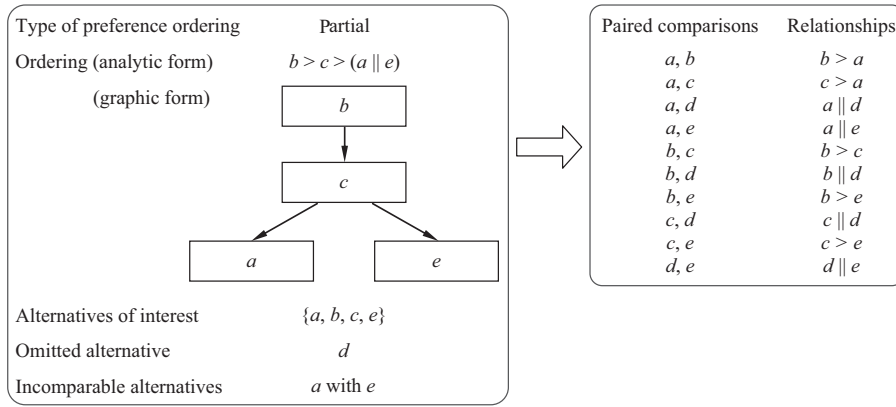 Type of preference ordering Partial
Ordering (analytic form) b > c > (a || e)
(graphic form)
b
c
a e
Alternatives of interest {a, b, c, e}
Omitted alternative d
Incomparable alternatives a with e
Paired comparisons Relationships
a, b b > a
a, c c > a
a, d a || d
a, e a || e
b, c b > c
b, d b || d
b, e b > e
c, d c || d
c, e c > e
d, e d || e